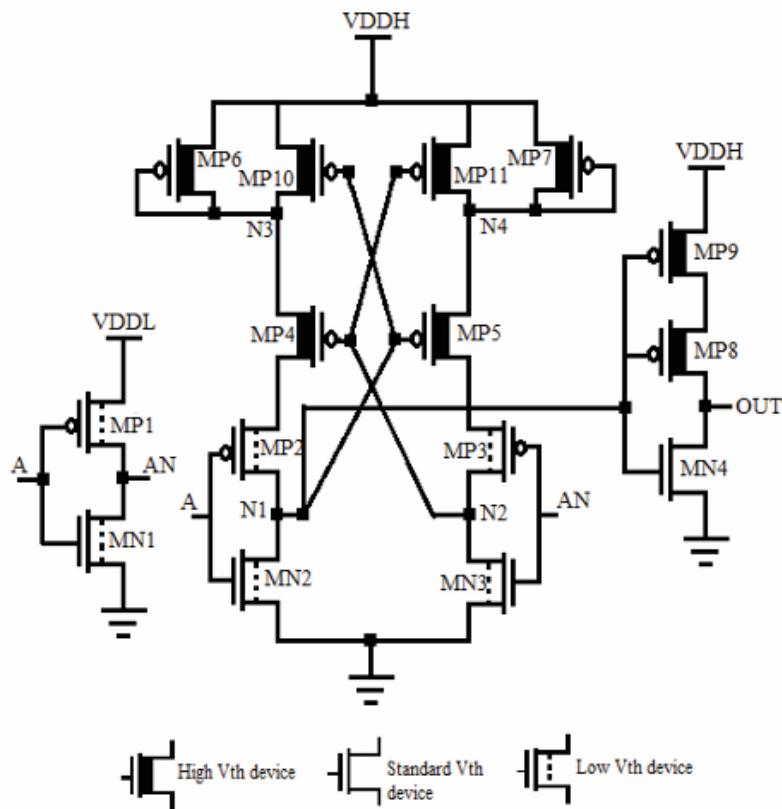 VDDH
MP6
MP10
MP11
MP7
VDDH
N3
N4
MP9
VDDL
MP4
MP5
MP8
MP1
OUT
MP2
MP3
A
AN
MN4
A
N1
N2
AN
MN1
MN2
MN3
High Vth device
Standard Vth
device
Low Vth device